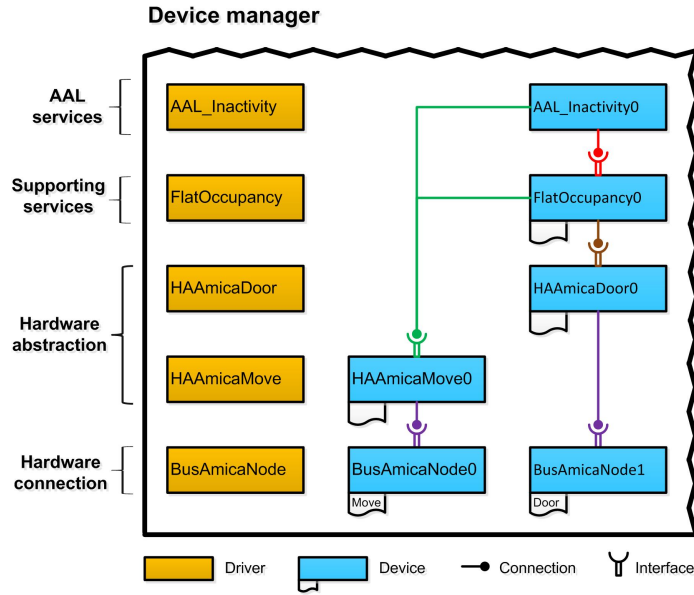 Device manager
AAL
services
AAL_Inactivity
AAL_Inactivity0
Supporting
services
FlatOccupancy
FlatOccupancy0
Hardware
abstraction
HAAmicaDoor
HAAmicaDoor0
HAAmicaMove
HAAmicaMove0
Hardware
connection
BusAmicaNode
BusAmicaNode0
BusAmicaNode1
Move
Door
Driver
Device
Connection
Interface